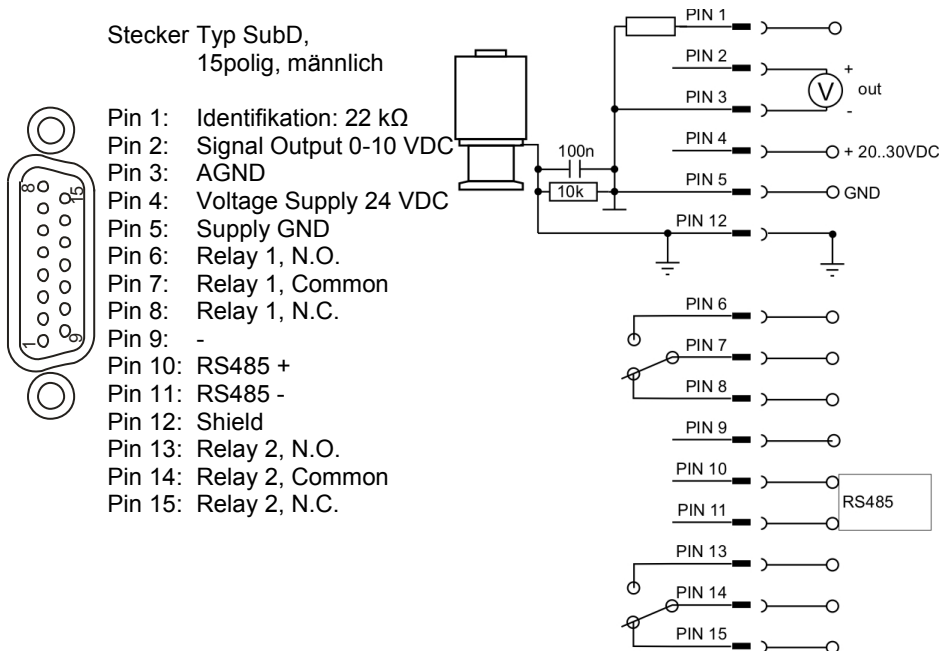 Stecker Typ SubD,
15polig, männlich
Pin 1: Identifikation: 22 kΩ
Pin 2: Signal Output 0-10 VDC
Pin 3: AGND
Pin 4: Voltage Supply 24 VDC
Pin 5: Supply GND
Pin 6: Relay 1, N.O.
Pin 7: Relay 1, Common
Pin 8: Relay 1, N.C.
Pin 9: -
Pin 10: RS485 +
Pin 11: RS485 -
Pin 12: Shield
Pin 13: Relay 2, N.O.
Pin 14: Relay 2, Common
Pin 15: Relay 2, N.C.
8
15
1
9
100n
10k
PIN 1
PIN 2
+
V
out
PIN 3
-
PIN 4
+ 20..30VDC
PIN 5
GND
PIN 12
PIN 6
PIN 7
PIN 8
PIN 9
PIN 10
RS485
PIN 11
PIN 13
PIN 14
PIN 15